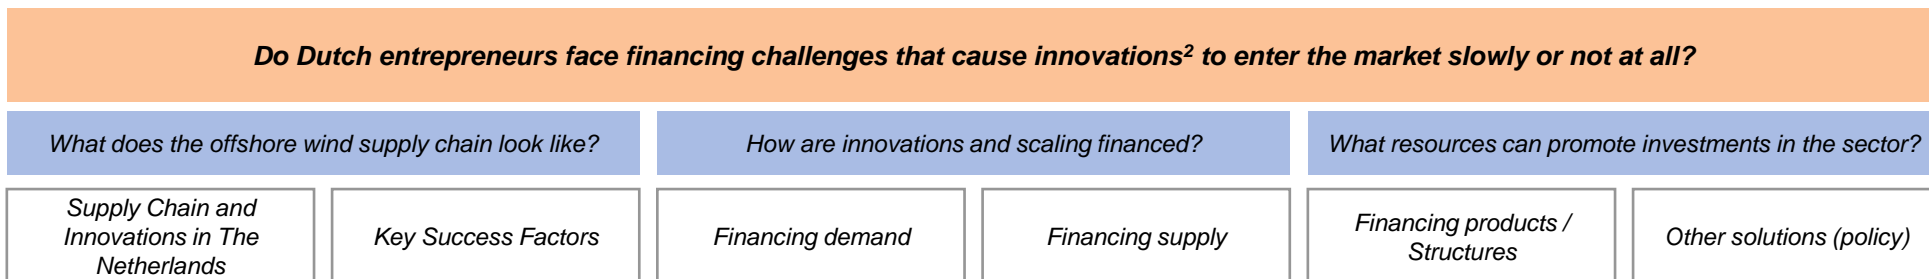 Do Dutch entrepreneurs face financing challenges that cause innovations² to enter the market slowly or not at all?
What does the offshore wind supply chain look like?
How are innovations and scaling financed?
What resources can promote investments in the sector?
Supply Chain and
Innovations in The
Netherlands
Key Success Factors
Financing demand
Financing supply
Financing products /
Structures
Other solutions (policy)